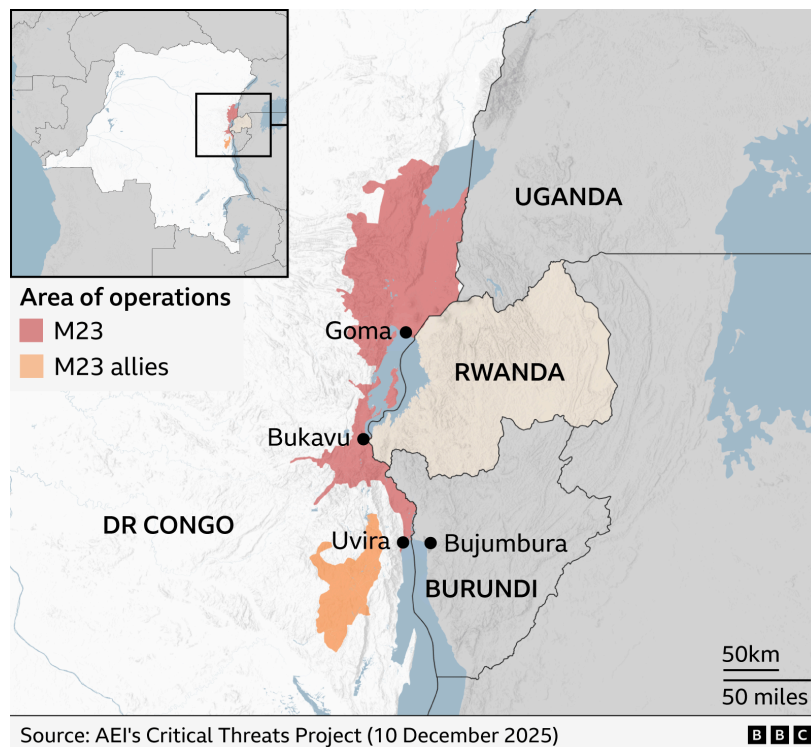 UGANDA
Area of operations
M23
M23 allies
Goma
RWANDA
Bukavu
DR CONGO
Uvira
Bujumbura
BURUNDI
50km
50 miles
Source: AEI's Critical Threats Project (10 December 2025)
BBC